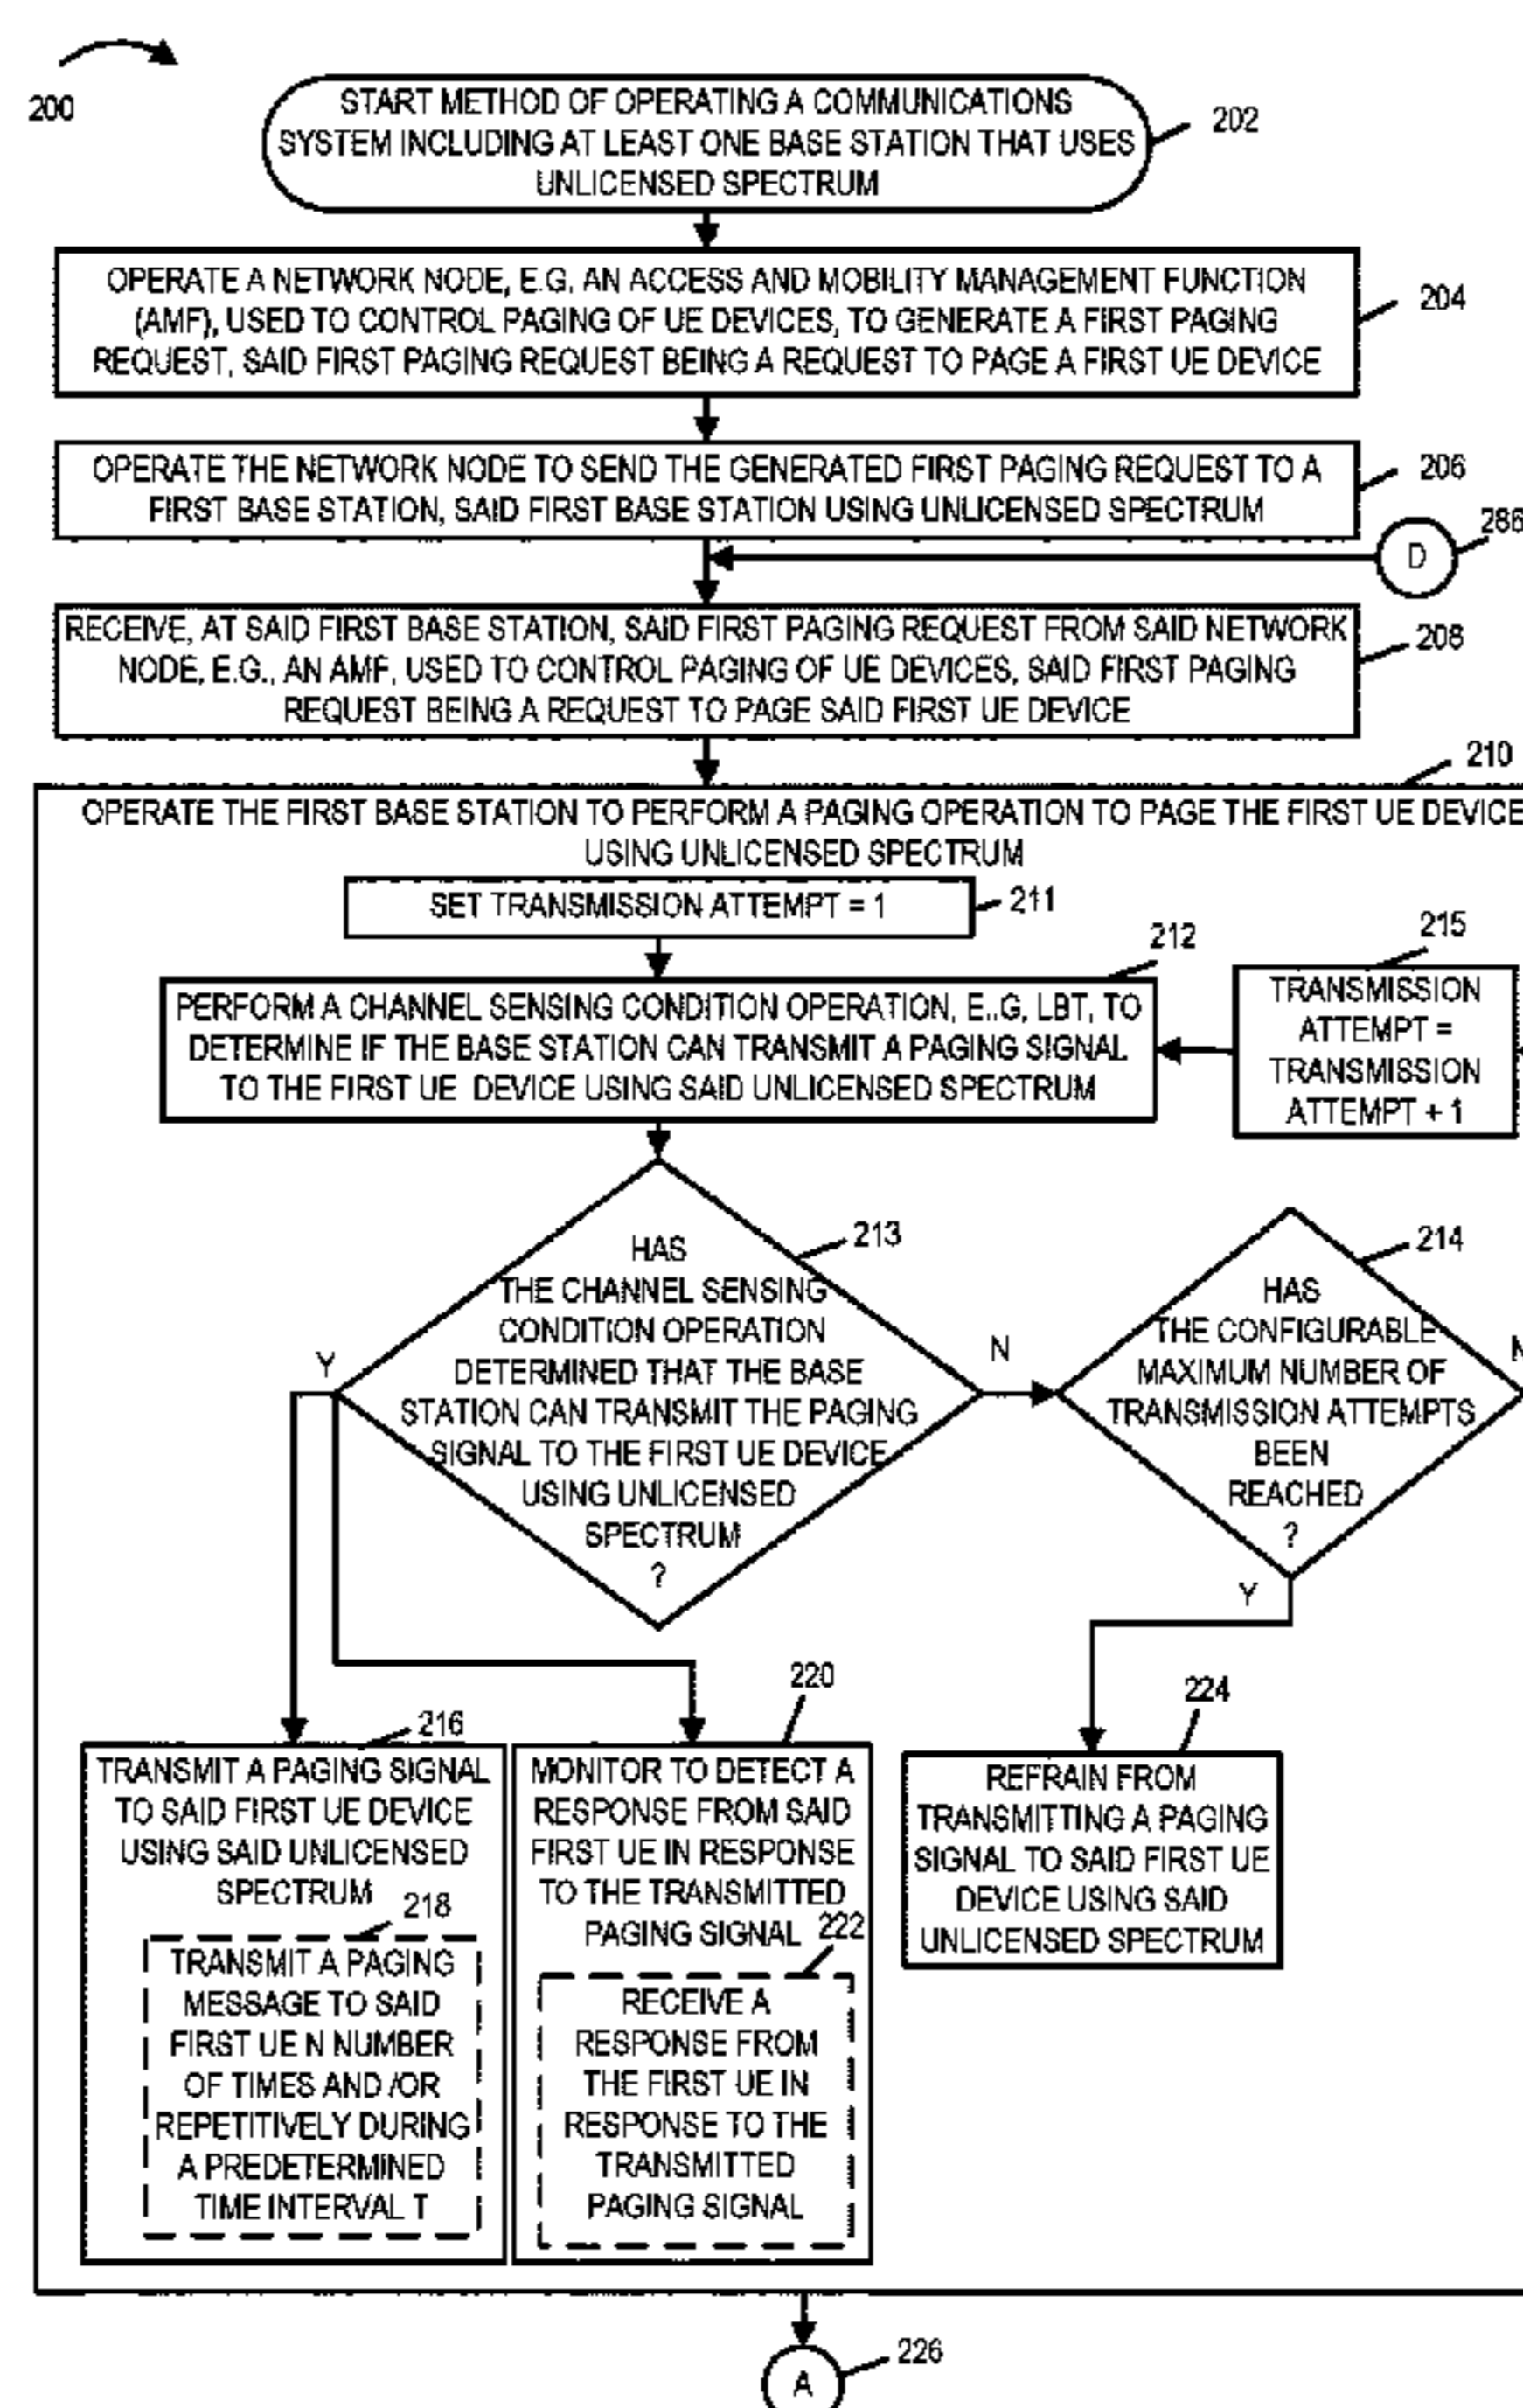 200
START METHOD OF OPERATING A COMMUNICATIONS
SYSTEM INCLUDING AT LEAST ONE BASE STATION THAT USES
UNLICENSED SPECTRUM
202
OPERATE A NETWORK NODE, E.G. AN ACCESS AND MOBILITY MANAGEMENT FUNCTION
(AMF), USED TO CONTROL PAGING OF UE DEVICES, TO GENERATE A FIRST PAGING
REQUEST, SAID FIRST PAGING REQUEST BEING A REQUEST TO PAGE A FIRST UE DEVICE
204
OPERATE THE NETWORK NODE TO SEND THE GENERATED FIRST PAGING REQUEST TO A
FIRST BASE STATION, SAID FIRST BASE STATION USING UNLICENSED SPECTRUM
206
D
286
RECEIVE, AT SAID FIRST BASE STATION, SAID FIRST PAGING REQUEST FROM SAID NETWORK
NODE, E.G., AN AMF, USED TO CONTROL PAGING OF UE DEVICES, SAID FIRST PAGING
REQUEST BEING A REQUEST TO PAGE SAID FIRST UE DEVICE
208
210
OPERATE THE FIRST BASE STATION TO PERFORM A PAGING OPERATION TO PAGE THE FIRST UE DEVICE
USING UNLICENSED SPECTRUM
SET TRANSMISSION ATTEMPT = 1
211
212
PERFORM A CHANNEL SENSING CONDITION OPERATION, E..G, LBT, TO
DETERMINE IF THE BASE STATION CAN TRANSMIT A PAGING SIGNAL
TO THE FIRST UE DEVICE USING SAID UNLICENSED SPECTRUM
215
TRANSMISSION
ATTEMPT =
TRANSMISSION
ATTEMPT + 1
213
HAS
THE CHANNEL SENSING
CONDITION OPERATION
DETERMINED THAT THE BASE
STATION CAN TRANSMIT THE PAGING
SIGNAL TO THE FIRST UE DEVICE
USING UNLICENSED
SPECTRUM
?
Y
N
214
HAS
THE CONFIGURABLE
MAXIMUM NUMBER OF
TRANSMISSION ATTEMPTS
BEEN
REACHED
?
N
Y
216
TRANSMIT A PAGING SIGNAL
TO SAID FIRST UE DEVICE
USING SAID UNLICENSED
SPECTRUM
218
TRANSMIT A PAGING
MESSAGE TO SAID
FIRST UE N NUMBER
OF TIMES AND /OR
REPETITIVELY DURING
A PREDETERMINED
TIME INTERVAL T
220
MONITOR TO DETECT A
RESPONSE FROM SAID
FIRST UE IN RESPONSE
TO THE TRANSMITTED
PAGING SIGNAL
222
RECEIVE A
RESPONSE FROM
THE FIRST UE IN
RESPONSE TO THE
TRANSMITTED
PAGING SIGNAL
224
REFRAIN FROM
TRANSMITTING A PAGING
SIGNAL TO SAID FIRST UE
DEVICE USING SAID
UNLICENSED SPECTRUM
A
226